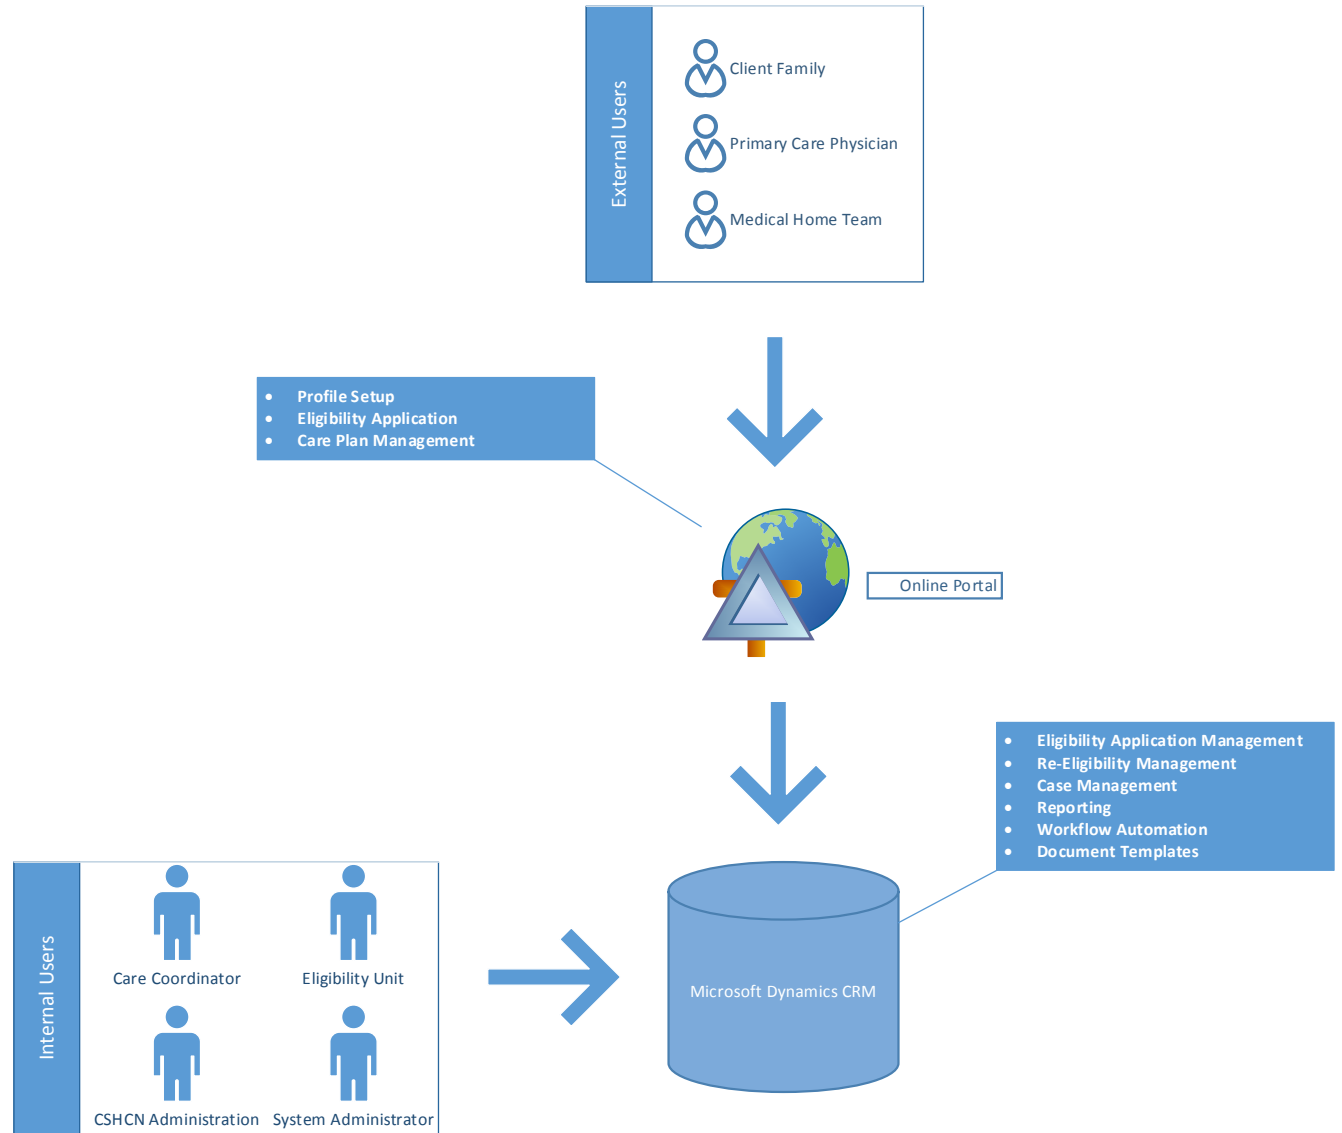 External Users
Client Family
Primary Care Physician
Medical Home Team
• Profile Setup
• Eligibility Application
• Care Plan Management
Online Portal
• Eligibility Application Management
• Re-Eligibility Management
• Case Management
• Reporting
• Workflow Automation
• Document Templates
Internal Users
Care Coordinator
Eligibility Unit
CSHCN Administration
System Administrator
Microsoft Dynamics CRM